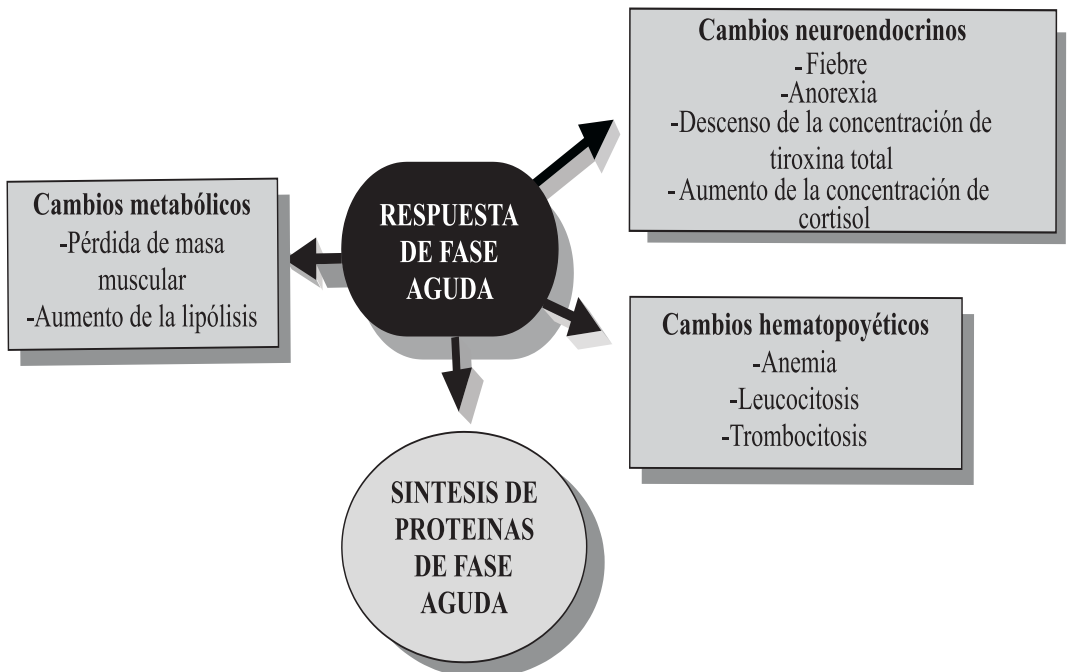 Cambios neuroendocrinos
-Fiebre
-Anorexia
-Descenso de la concentración de
tiroxina total
-Aumento de la concentración de
cortisol
Cambios metabólicos
-Pérdida de masa
muscular
-Aumento de la lipólisis
RESPUESTA
DE FASE
AGUDA
Cambios hematopoyéticos
-Anemia
-Leucocitosis
-Trombocitosis
SINTESIS DE
PROTEINAS
DE FASE
AGUDA